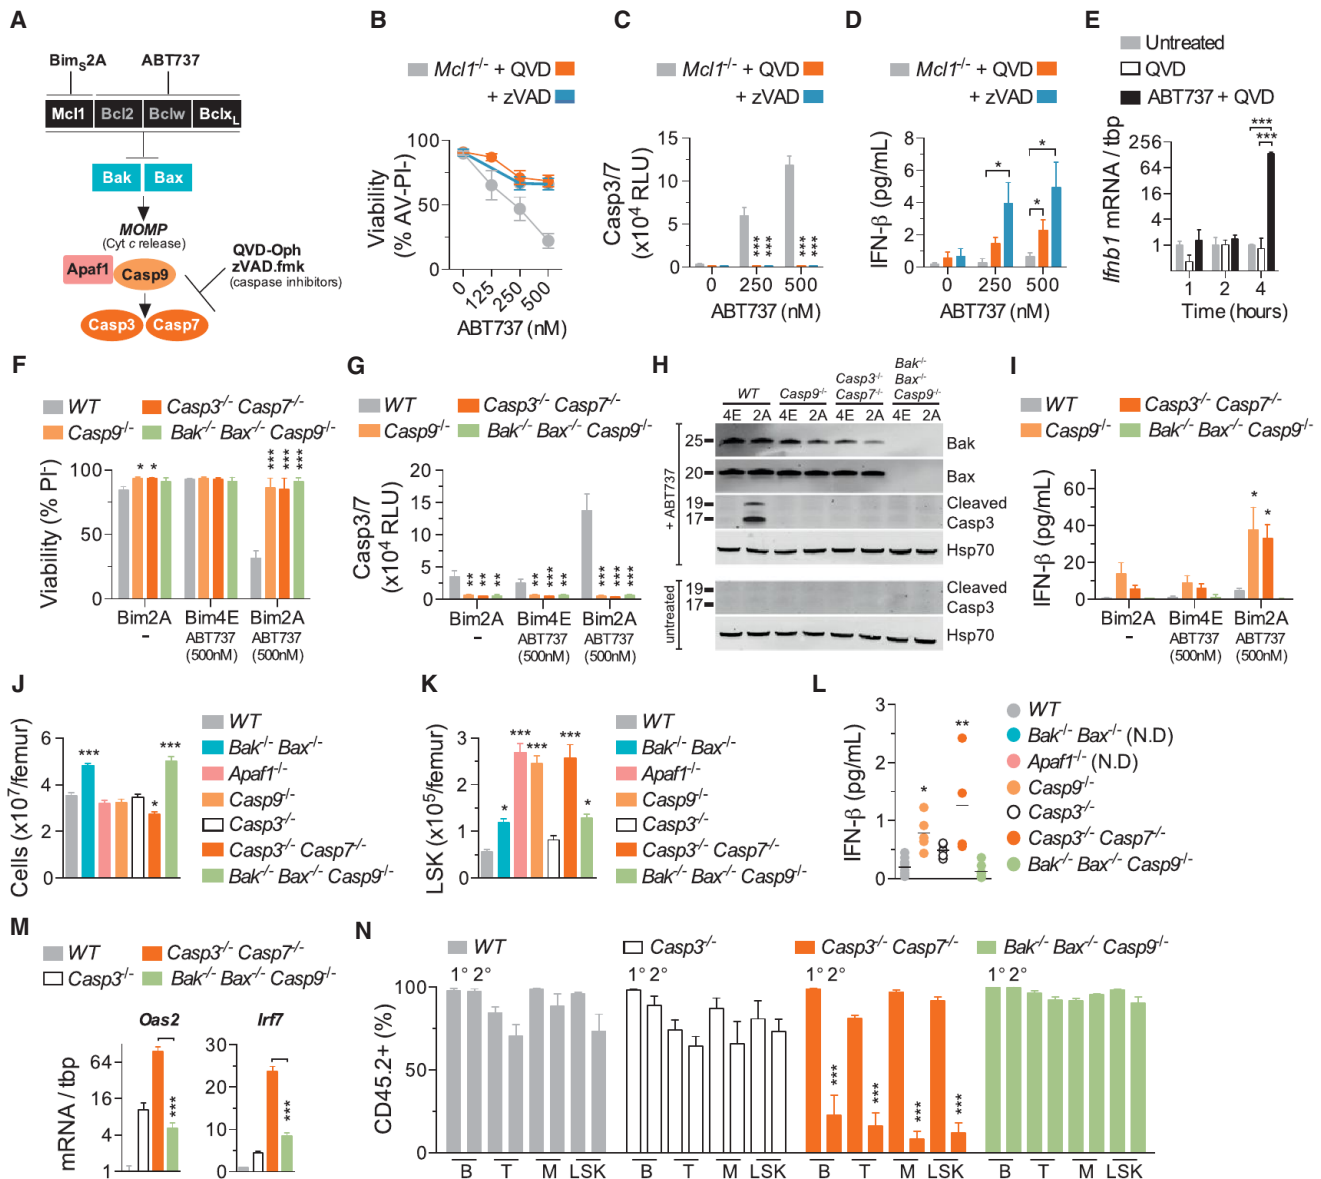 A
Bims2A ABT737
Mcl1 Bcl2 Bclw BclxL
Bak Bax
MOMP
(Cyt c release)
Apaf1 Casp9
QVD-Oph
zVAD.fmk
(caspase inhibitors)
Casp3 Casp7
B
Mcl1-/- + QVD
+ zVAD
Viability
(% AV-PI-)
100
50
0
0 125 250 500
ABT737 (nM)
C
Mcl1-/- + QVD
+ zVAD
Casp3/7
(x10^4 RLU)
15
10
5
0
*** *** *** ***
0 250 500
ABT737 (nM)
D
Mcl1-/- + QVD
+ zVAD
IFN-β (pg/mL)
8
6
4
2
0
* * *
0 250 500
ABT737 (nM)
E
Untreated
QVD
ABT737 + QVD
Ifnb1 mRNA / tbp
256
64
16
4
1
***
***
1 2 4
Time (hours)
F
WT Casp3-/- Casp7-/-
Casp9-/- Bak-/- Bax-/- Casp9-/-
Viability (% PI-)
100
50
0
* * *** *** ***
Bim2A Bim4E Bim2A
- ABT737 ABT737
(500nM) (500nM)
G
WT Casp3-/- Casp7-/-
Casp9-/- Bak-/- Bax-/- Casp9-/-
Casp3/7
(x10^4 RLU)
20
15
10
5
0
** ** ** ** *** ** *** *** ***
Bim2A Bim4E Bim2A
- ABT737 ABT737
(500nM) (500nM)
H
WT Casp9-/- Casp3-/- Casp7-/- Bak-/- Bax-/- Casp9-/-
4E 2A 4E 2A 4E 2A 4E 2A
+ ABT737
25 Bak
20 Bax
19 Cleaved
17 Casp3
Hsp70
untreated
19 Cleaved
17 Casp3
Hsp70
I
WT Casp3-/- Casp7-/-
Casp9-/- Bak-/- Bax-/- Casp9-/-
IFN-β (pg/mL)
60
40
20
0
* *
Bim2A Bim4E Bim2A
- ABT737 ABT737
(500nM) (500nM)
J
Cells (x10^7/femur)
6
4
2
0
*** * ***
WT
Bak-/- Bax-/-
Apaf1-/-
Casp9-/-
Casp3-/-
Casp3-/- Casp7-/-
Bak-/- Bax-/- Casp9-/-
K
LSK (x10^5/femur)
3
2
1
0
* *** *** *** *
WT
Bak-/- Bax-/-
Apaf1-/-
Casp9-/-
Casp3-/-
Casp3-/- Casp7-/-
Bak-/- Bax-/- Casp9-/-
L
IFN-β (pg/mL)
3
2
1
0
* **
WT
Bak-/- Bax-/- (N.D)
Apaf1-/- (N.D)
Casp9-/-
Casp3-/-
Casp3-/- Casp7-/-
Bak-/- Bax-/- Casp9-/-
M
WT Casp3-/- Casp7-/-
Casp3-/- Bak-/- Bax-/- Casp9-/-
mRNA / tbp
Oas2
64
16
4
1
***
Irf7
30
20
10
0
***
N
WT Casp3-/- Casp3-/- Casp7-/- Bak-/- Bax-/- Casp9-/-
1° 2° 1° 2° 1° 2° 1° 2°
CD45.2+ (%)
100
50
0
*** *** *** ***
B T M LSK B T M LSK B T M LSK B T M LSK